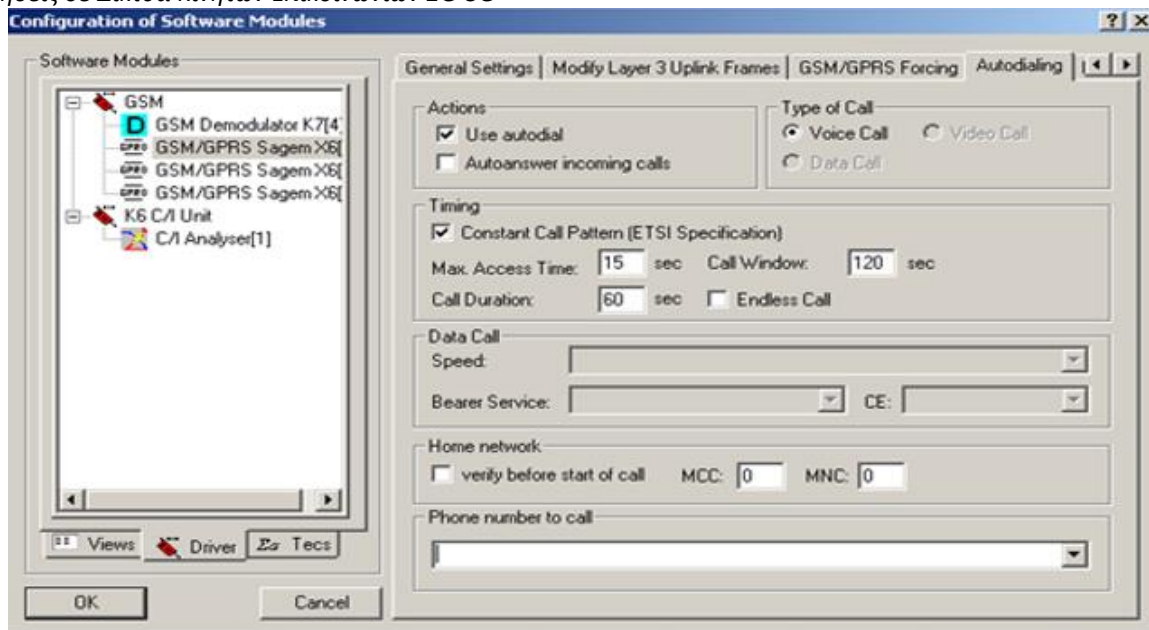 Configuration of Software Modules
Software Modules
GSM
GSM Demodulator K7[4]
GSM/GPRS Sagem X6[
GSM/GPRS Sagem X6[
GSM/GPRS Sagem X6[
K6 C/I Unit
C/I Analyser[1]
Views
Driver
Σα Tecs
OK
Cancel
General Settings
Modify Layer 3 Uplink Frames
GSM/GPRS Forcing
Autodialing
Actions
Use autodial
Autoanswer incoming calls
Type of Call
Voice Call
Video Call
Data Call
Timing
Constant Call Pattern (ETSI Specification)
Max. Access Time: 15 sec Call Window: 120 sec
Call Duration: 60 sec Endless Call
Data Call
Speed:
Bearer Service: CE:
Home network
verify before start of call MCC: 0 MNC: 0
Phone number to call